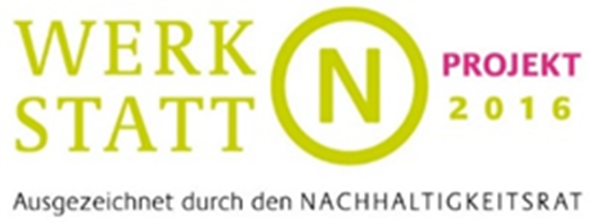 WERK
STATT
N
PROJEKT
2016
Ausgezeichnet durch den NACHHALTIGKEITSRAT